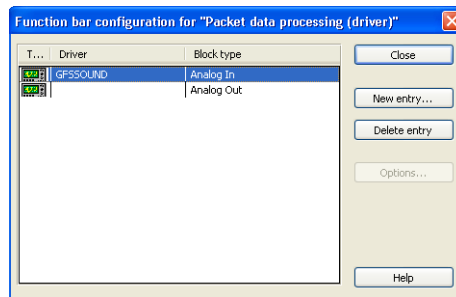 Function bar configuration for "Packet data processing (driver)"
T... Driver Block type
GFSSOUND Analog In
Analog Out
Close
New entry...
Delete entry
Options...
Help